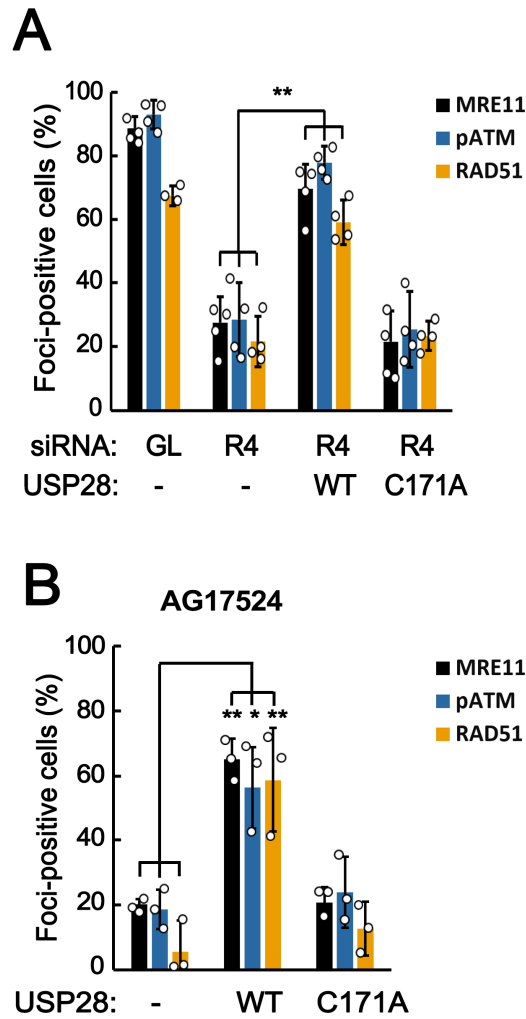 A
Foci-positive cells (%)
100
80
60
40
20
0
**
MRE11
pATM
RAD51
siRNA: GL R4 R4 R4
USP28: - - WT C171A
B
AG17524
Foci-positive cells (%)
100
80
60
40
20
0
** * **
MRE11
pATM
RAD51
USP28: - WT C171A